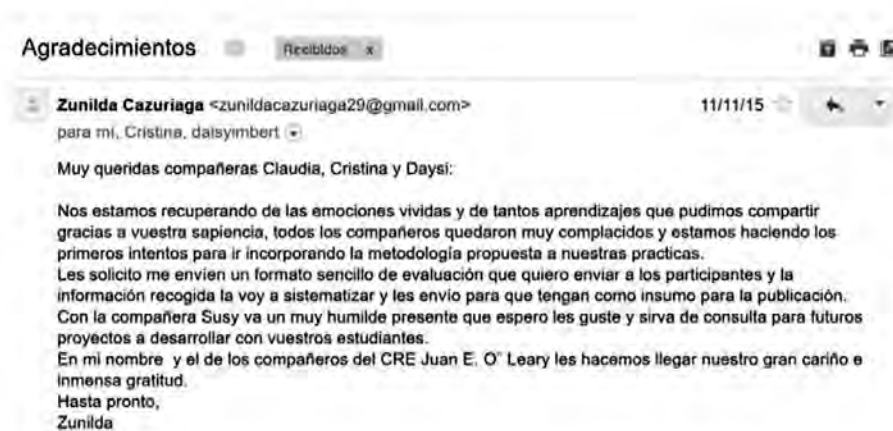 Agradecimientos Recibidos x
Zunilda Cazuriaga <zunildacazuriaga29@gmail.com> 11/11/15
para mí, Cristina, daisyimbert
Muy queridas compañeras Claudia, Cristina y Daysi:
Nos estamos recuperando de las emociones vividas y de tantos aprendizajes que pudimos compartir
gracias a vuestra sapiencia, todos los compañeros quedaron muy complacidos y estamos haciendo los
primeros intentos para ir incorporando la metodología propuesta a nuestras practicas.
Les solicito me envíen un formato sencillo de evaluación que quiero enviar a los participantes y la
información recogida la voy a sistematizar y les envío para que tengan como insumo para la publicación.
Con la compañera Susy va un muy humilde presente que espero les guste y sirva de consulta para futuros
proyectos a desarrollar con vuestros estudiantes.
En mi nombre y el de los compañeros del CRE Juan E. O" Leary les hacemos llegar nuestro gran cariño e
inmensa gratitud.
Hasta pronto,
Zunilda